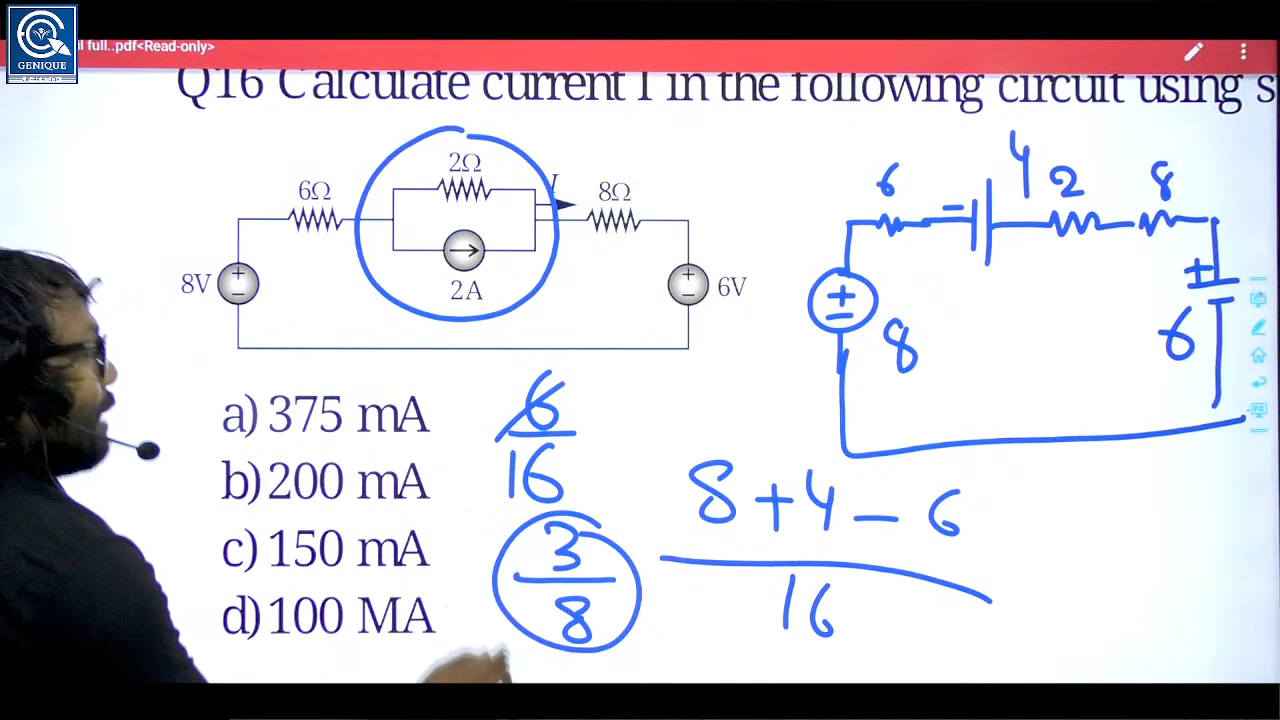 GENIQUE
il full..pdf<Read-only>
Q16 Calculate current I in the following circuit using s
6Ω
2Ω
I
8Ω
8V
+
−
2A
+
−
6V
6
4
2
8
−
+
−
8
+
6
a) 375 mA
b) 200 mA
c) 150 mA
d) 100 MA
6
16
3
8
8 + 4 − 6
16